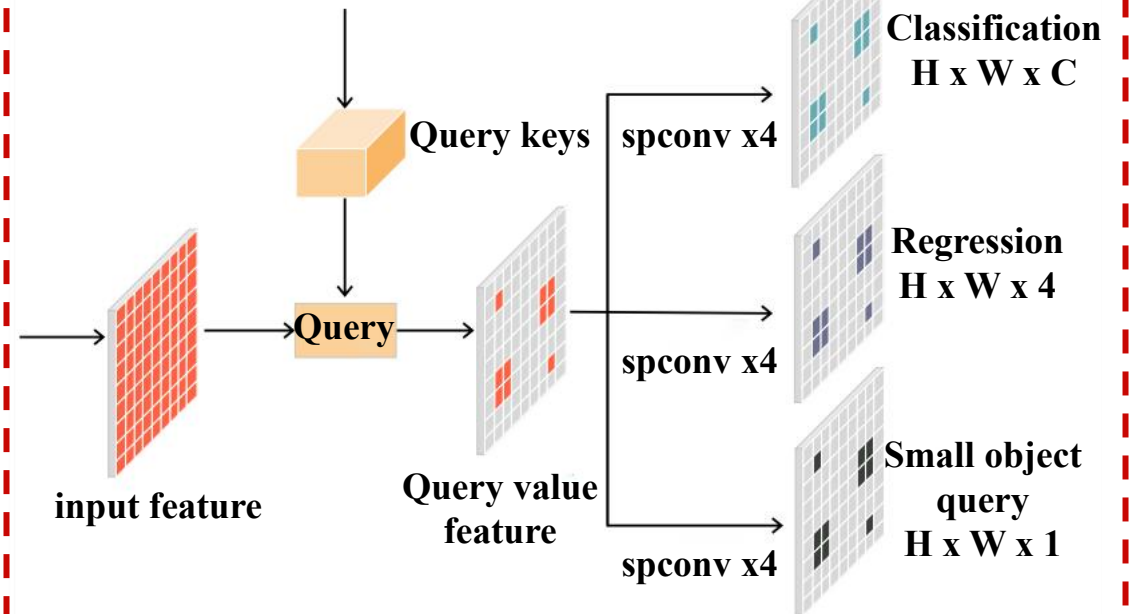 Classification
H x W x C
Query keys
spconv x4
Regression
H x W x 4
Query
spconv x4
Small object
query
H x W x 1
input feature
Query value
feature
spconv x4